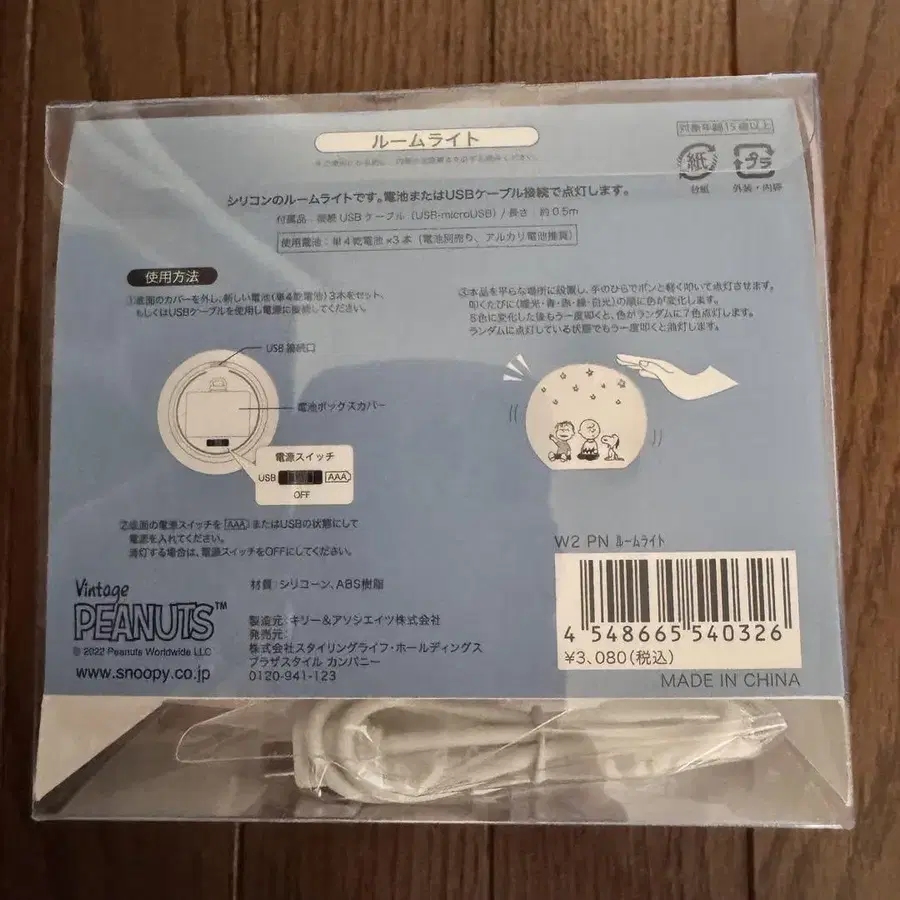 ルームライト
対象年齢15歳以上
紙
台紙
プラ
外装・内袢
シリコンのルームライトです。電池またはUSBケーブル接続で点灯します。
付属品:接続 USB ケーブル(USB-microUSB)/長さ:約0.5m
使用電池:単4乾電池×3本(電池別売り、アルカリ電池推奨)
使用方法
①底面のカバーを外し、新しい電池(単4乾電池)3本をセット、
もしくはUSBケーブルを使用し電源に接続してください。
USB 接続口
電池ボックスカバー
電源スイッチ
USB
AAA
OFF
②底面の電源スイッチを AAA またはUSBの状態にして
電源を入れてください。
消灯する場合は、電源スイッチをOFFにしてください。
③本品を平らな場所に設置し、手のひらでポンと軽く叩いて点灯させます。
叩くたびに(暖光・青・赤・緑・白光)の順に色が変化します。
5色に変化した後もう一度叩くと、色がランダムに7色点灯します。
ランダムに点灯している状態でもう一度叩くと消灯します。
Vintage
PEANUTS™
© 2022 Peanuts Worldwide LLC
www.snoopy.co.jp
材質:シリコーン、ABS樹脂
製造元:キリー&アソシエイツ株式会社
発売元:
株式会社スタイリングライフ・ホールディングス
プラザスタイル カンパニー
0120-941-123
W2 PN ルームライト
4 548665 540326
¥3,080(税込)
MADE IN CHINA